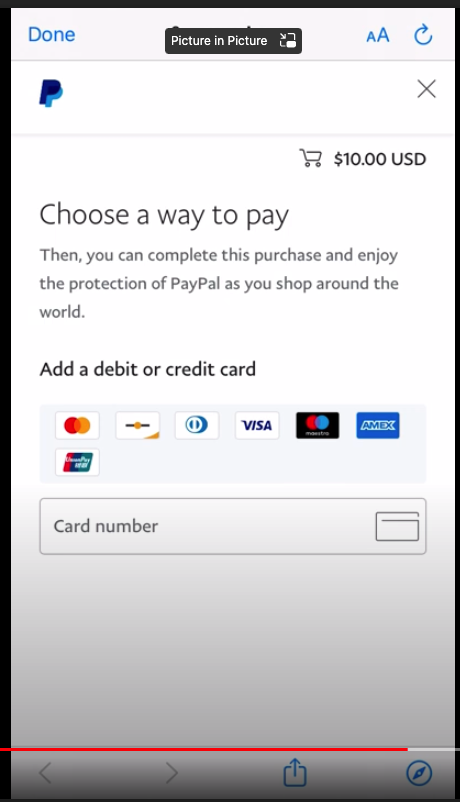 Done
Picture in Picture
AA
$10.00 USD
Choose a way to pay
Then, you can complete this purchase and enjoy
the protection of PayPal as you shop around the
world.
Add a debit or credit card
VISA
maestro
AMEX
UnionPay
银联
Card number